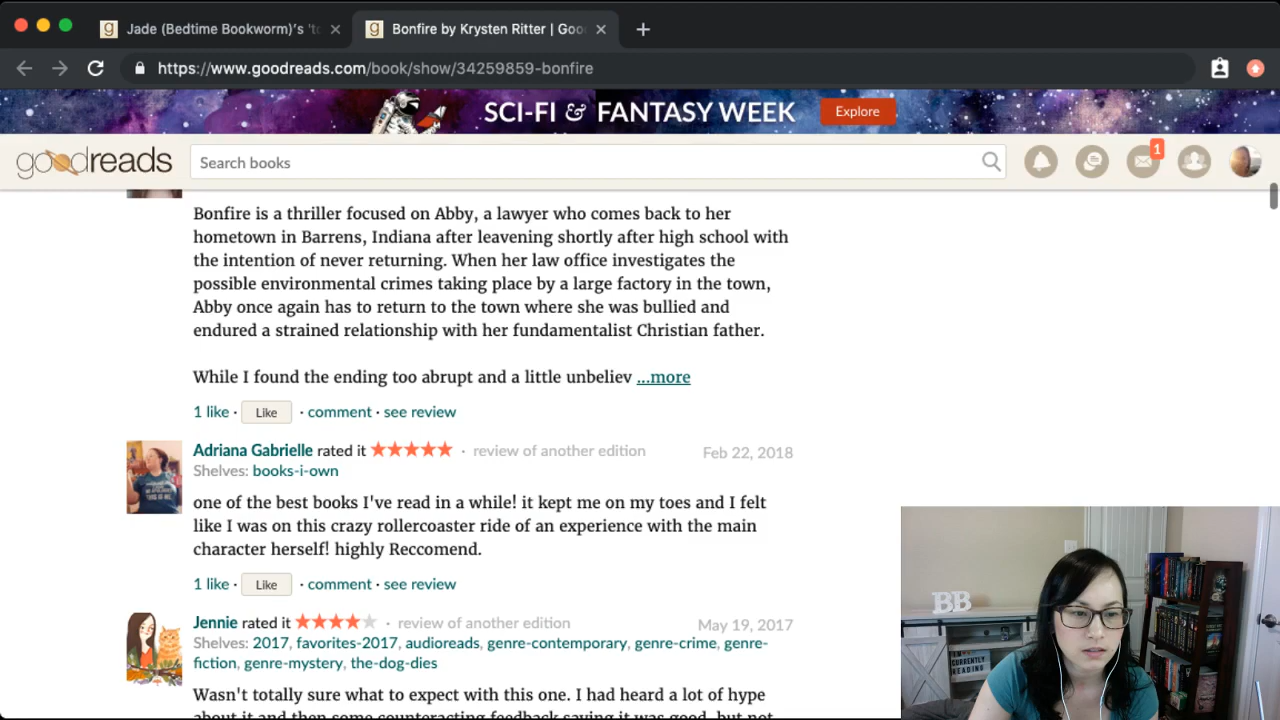 Jade (Bedtime Bookworm)'s 'to
Bonfire by Krysten Ritter | Goo
https://www.goodreads.com/book/show/34259859-bonfire
SCI-FI & FANTASY WEEK
Explore
goodreads
Search books
1
Bonfire is a thriller focused on Abby, a lawyer who comes back to her
hometown in Barrens, Indiana after leavening shortly after high school with
the intention of never returning. When her law office investigates the
possible environmental crimes taking place by a large factory in the town,
Abby once again has to return to the town where she was bullied and
endured a strained relationship with her fundamentalist Christian father.
While I found the ending too abrupt and a little unbeliev ...more
1 like · Like · comment · see review
Adriana Gabrielle rated it ★★★★★ · review of another edition
Feb 22, 2018
Shelves: books-i-own
one of the best books I've read in a while! it kept me on my toes and I felt
like I was on this crazy rollercoaster ride of an experience with the main
character herself! highly Reccomend.
1 like · Like · comment · see review
Jennie rated it ★★★★★ · review of another edition
May 19, 2017
Shelves: 2017, favorites-2017, audioreads, genre-contemporary, genre-crime, genre-
fiction, genre-mystery, the-dog-dies
Wasn't totally sure what to expect with this one. I had heard a lot of hype
about it and then some counteracting feedback saying it was good, but not
BB
CURRENTLY
READING